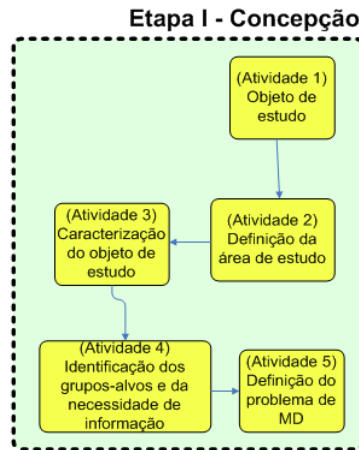 Etapa I - Concepção
(Atividade 1)
Objeto de
estudo
(Atividade 2)
Definição da
área de estudo
(Atividade 3)
Caracterização
do objeto de
estudo
(Atividade 4)
Identificação dos
grupos-alvos e da
necessidade de
informação
(Atividade 5)
Definição do
problema de
MD